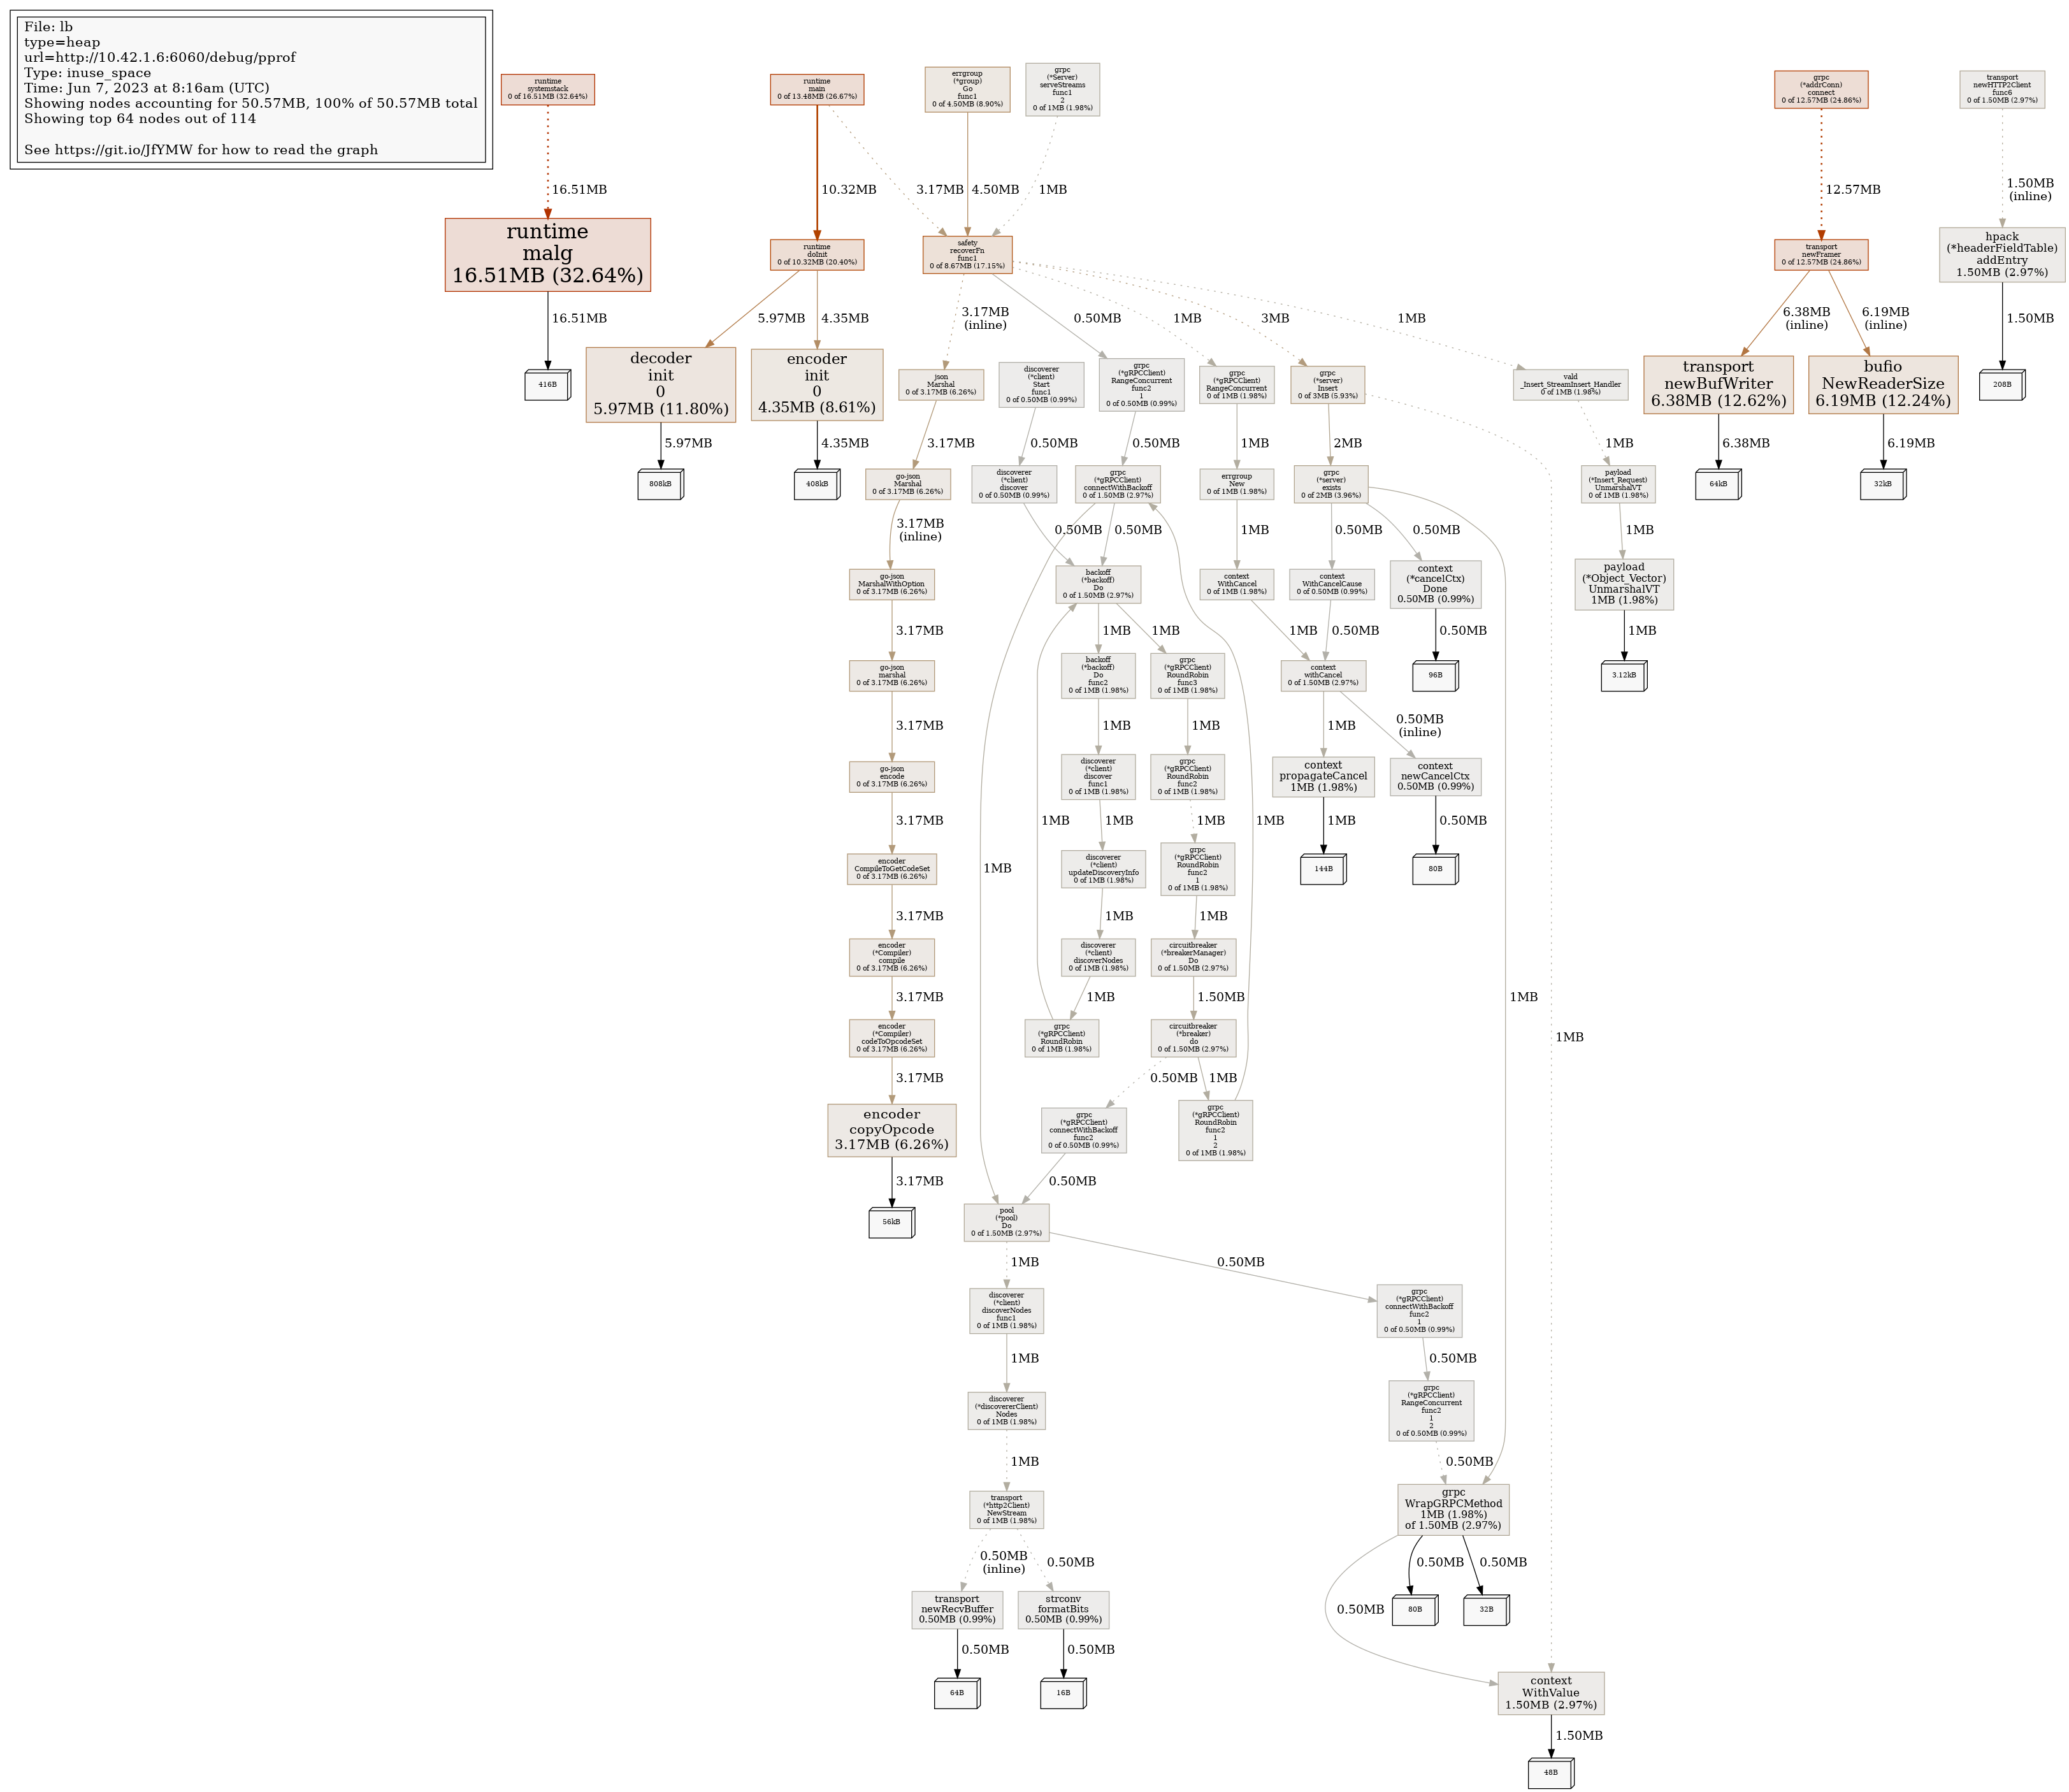 File: lb
type=heap
url=http://10.42.1.6:6060/debug/pprof
Type: inuse_space
Time: Jun 7, 2023 at 8:16am (UTC)
Showing nodes accounting for 50.57MB, 100% of 50.57MB total
Showing top 64 nodes out of 114
See https://git.io/JfYMW for how to read the graph
runtime
systemstack
0 of 16.51MB (32.64%)
runtime
main
0 of 13.48MB (26.67%)
errgroup
(*group)
Go
func1
0 of 4.50MB (8.90%)
grpc
(*Server)
serveStreams
func1
2
0 of 1MB (1.98%)
grpc
(*addrConn)
connect
0 of 12.57MB (24.86%)
transport
newHTTP2Client
func6
0 of 1.50MB (2.97%)
16.51MB
10.32MB
3.17MB
4.50MB
1MB
12.57MB
1.50MB
(inline)
runtime
malg
16.51MB (32.64%)
runtime
doInit
0 of 10.32MB (20.40%)
safety
recoverFn
func1
0 of 8.67MB (17.15%)
transport
newFramer
0 of 12.57MB (24.86%)
hpack
(*headerFieldTable)
addEntry
1.50MB (2.97%)
16.51MB
5.97MB
4.35MB
3.17MB
(inline)
0.50MB
1MB
3MB
1MB
6.38MB
(inline)
6.19MB
(inline)
1.50MB
416B
decoder
init
0
5.97MB (11.80%)
encoder
init
0
4.35MB (8.61%)
json
Marshal
0 of 3.17MB (6.26%)
discoverer
(*client)
Start
func1
0 of 0.50MB (0.99%)
grpc
(*gRPCClient)
RangeConcurrent
func2
1
0 of 0.50MB (0.99%)
grpc
(*gRPCClient)
RangeConcurrent
0 of 1MB (1.98%)
grpc
(*server)
Insert
0 of 3MB (5.93%)
vald
_Insert_StreamInsert_Handler
0 of 1MB (1.98%)
transport
newBufWriter
6.38MB (12.62%)
bufio
NewReaderSize
6.19MB (12.24%)
208B
5.97MB
4.35MB
3.17MB
0.50MB
0.50MB
1MB
2MB
1MB
6.38MB
6.19MB
808kB
408kB
go-json
Marshal
0 of 3.17MB (6.26%)
discoverer
(*client)
discover
0 of 0.50MB (0.99%)
grpc
(*gRPCClient)
connectWithBackoff
0 of 1.50MB (2.97%)
errgroup
New
0 of 1MB (1.98%)
grpc
(*server)
exists
0 of 2MB (3.96%)
payload
(*Insert_Request)
UnmarshalVT
0 of 1MB (1.98%)
64kB
32kB
3.17MB
(inline)
0.50MB
0.50MB
1MB
0.50MB
0.50MB
1MB
go-json
MarshalWithOption
0 of 3.17MB (6.26%)
backoff
(*backoff)
Do
0 of 1.50MB (2.97%)
context
WithCancel
0 of 1MB (1.98%)
context
WithCancelCause
0 of 0.50MB (0.99%)
context
(*cancelCtx)
Done
0.50MB (0.99%)
payload
(*Object_Vector)
UnmarshalVT
1MB (1.98%)
3.17MB
1MB
1MB
1MB
0.50MB
0.50MB
1MB
go-json
marshal
0 of 3.17MB (6.26%)
backoff
(*backoff)
Do
func2
0 of 1MB (1.98%)
grpc
(*gRPCClient)
RoundRobin
func3
0 of 1MB (1.98%)
context
withCancel
0 of 1.50MB (2.97%)
96B
3.12kB
3.17MB
1MB
1MB
1MB
0.50MB
(inline)
go-json
encode
0 of 3.17MB (6.26%)
discoverer
(*client)
discover
func1
0 of 1MB (1.98%)
grpc
(*gRPCClient)
RoundRobin
func2
0 of 1MB (1.98%)
context
propagateCancel
1MB (1.98%)
context
newCancelCtx
0.50MB (0.99%)
3.17MB
1MB
1MB
1MB
1MB
1MB
0.50MB
1MB
encoder
CompileToGetCodeSet
0 of 3.17MB (6.26%)
discoverer
(*client)
updateDiscoveryInfo
0 of 1MB (1.98%)
grpc
(*gRPCClient)
RoundRobin
func2
1
0 of 1MB (1.98%)
144B
80B
3.17MB
1MB
1MB
encoder
(*Compiler)
compile
0 of 3.17MB (6.26%)
discoverer
(*client)
discoverNodes
0 of 1MB (1.98%)
circuitbreaker
(*breakerManager)
Do
0 of 1.50MB (2.97%)
3.17MB
1MB
1.50MB
1MB
encoder
(*Compiler)
codeToOpcodeSet
0 of 3.17MB (6.26%)
grpc
(*gRPCClient)
RoundRobin
0 of 1MB (1.98%)
circuitbreaker
(*breaker)
do
0 of 1.50MB (2.97%)
1MB
3.17MB
0.50MB
1MB
encoder
copyOpcode
3.17MB (6.26%)
grpc
(*gRPCClient)
connectWithBackoff
func2
0 of 0.50MB (0.99%)
grpc
(*gRPCClient)
RoundRobin
func2
1
2
0 of 1MB (1.98%)
3.17MB
0.50MB
56kB
pool
(*pool)
Do
0 of 1.50MB (2.97%)
1MB
0.50MB
discoverer
(*client)
discoverNodes
func1
0 of 1MB (1.98%)
grpc
(*gRPCClient)
connectWithBackoff
func2
1
0 of 0.50MB (0.99%)
1MB
0.50MB
discoverer
(*discovererClient)
Nodes
0 of 1MB (1.98%)
grpc
(*gRPCClient)
RangeConcurrent
func2
1
2
0 of 0.50MB (0.99%)
1MB
0.50MB
transport
(*http2Client)
NewStream
0 of 1MB (1.98%)
grpc
WrapGRPCMethod
1MB (1.98%)
of 1.50MB (2.97%)
0.50MB
(inline)
0.50MB
0.50MB
0.50MB
transport
newRecvBuffer
0.50MB (0.99%)
strconv
formatBits
0.50MB (0.99%)
0.50MB
80B
32B
0.50MB
0.50MB
64B
16B
context
WithValue
1.50MB (2.97%)
1.50MB
48B